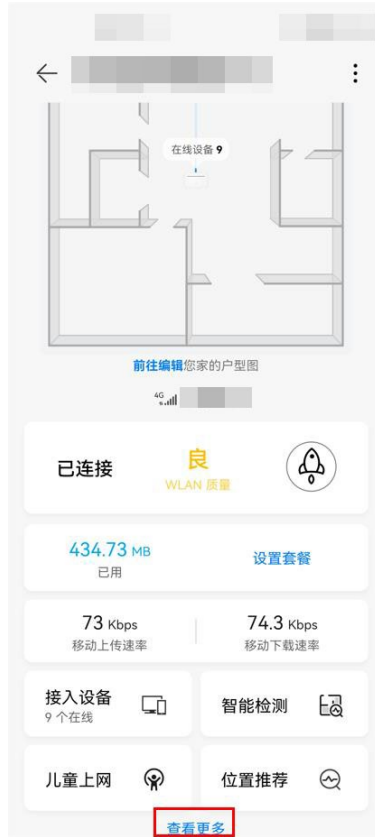 在线设备 9
前往编辑您家的户型图
4G
已连接
良
WLAN 质量
434.73 MB
已用
设置套餐
73 Kbps
移动上传速率
74.3 Kbps
移动下载速率
接入设备
9 个在线
智能检测
儿童上网
位置推荐
查看更多